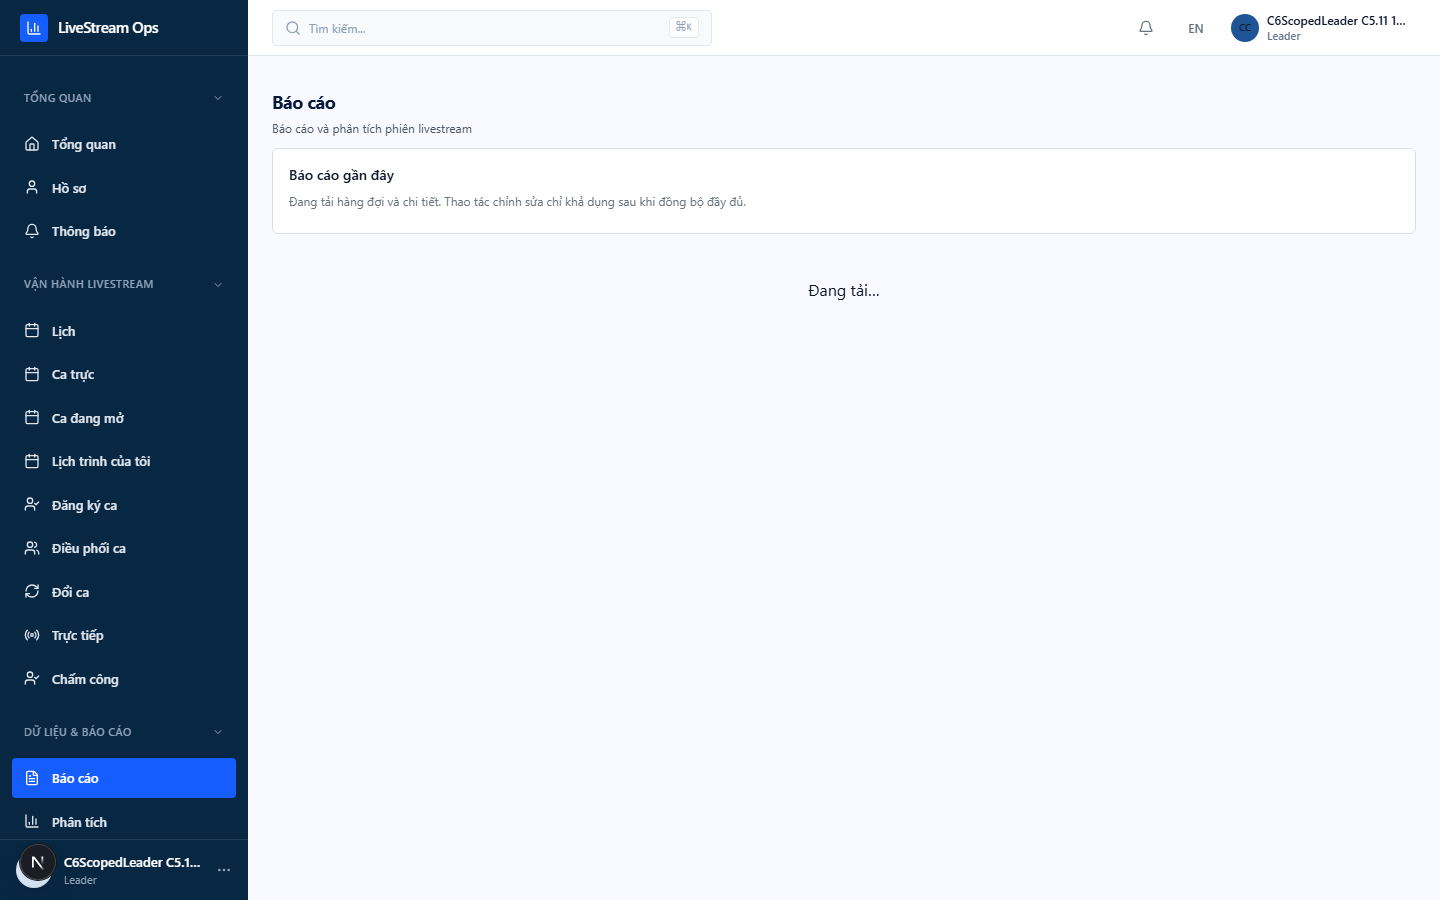 LiveStream Ops
Tìm kiếm...
⌘K
EN
CC
C6ScopedLeader C5.11 1...
Leader
TỔNG QUAN
Tổng quan
Hồ sơ
Thông báo
VẬN HÀNH LIVESTREAM
Lịch
Ca trực
Ca đang mở
Lịch trình của tôi
Đăng ký ca
Điều phối ca
Đổi ca
Trực tiếp
Chấm công
DỮ LIỆU & BÁO CÁO
Báo cáo
Phân tích
N
C6ScopedLeader C5.1...
Leader
Báo cáo
Báo cáo và phân tích phiên livestream
Báo cáo gần đây
Đang tải hàng đợi và chi tiết. Thao tác chỉnh sửa chỉ khả dụng sau khi đồng bộ đầy đủ.
Đang tải...